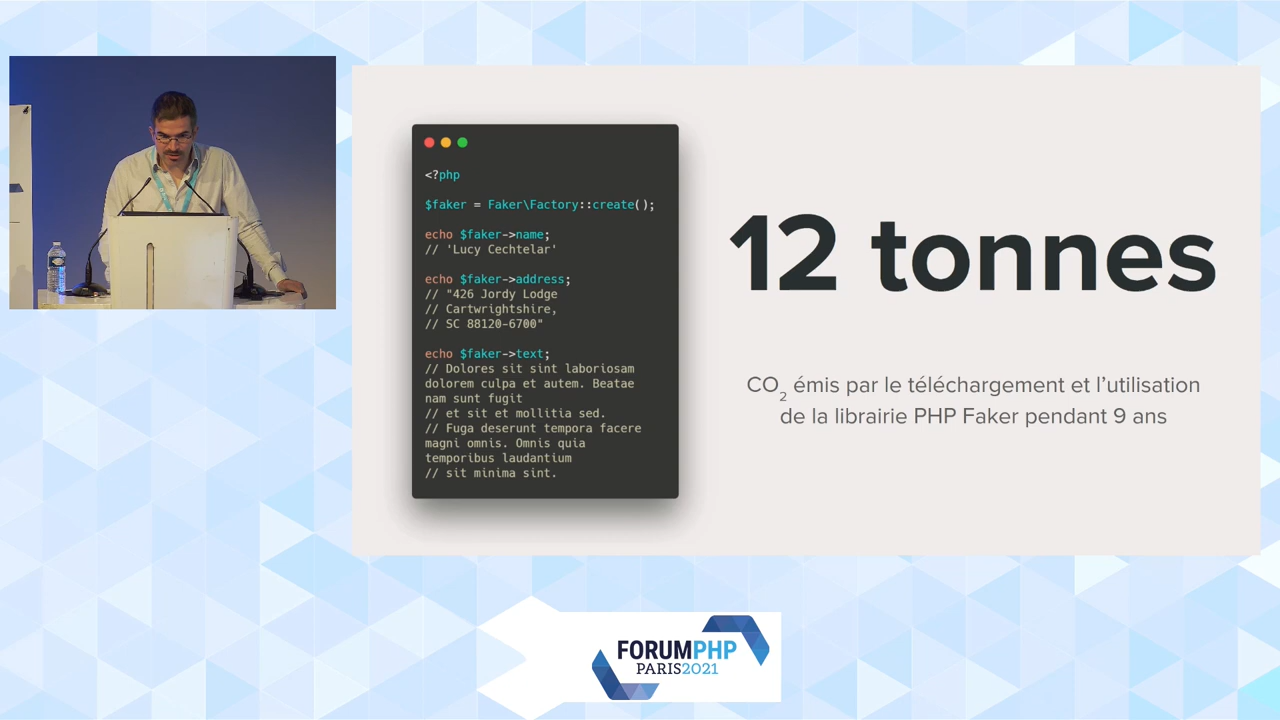 <?php
$faker = Faker\Factory::create();
echo $faker->name;
// 'Lucy Cechtelar'
echo $faker->address;
// "426 Jordy Lodge
// Cartwrightshire,
// SC 88120-6700"
echo $faker->text;
// Dolores sit sint laboriosam
dolorem culpa et autem. Beatae
nam sunt fugit
// et sit et mollitia sed.
// Fuga deserunt tempora facere
magni omnis. Omnis quia
temporibus laudantium
// sit minima sint.
12 tonnes
CO2 émis par le téléchargement et l’utilisation
de la librairie PHP Faker pendant 9 ans
FORUMPHP
PARIS2021